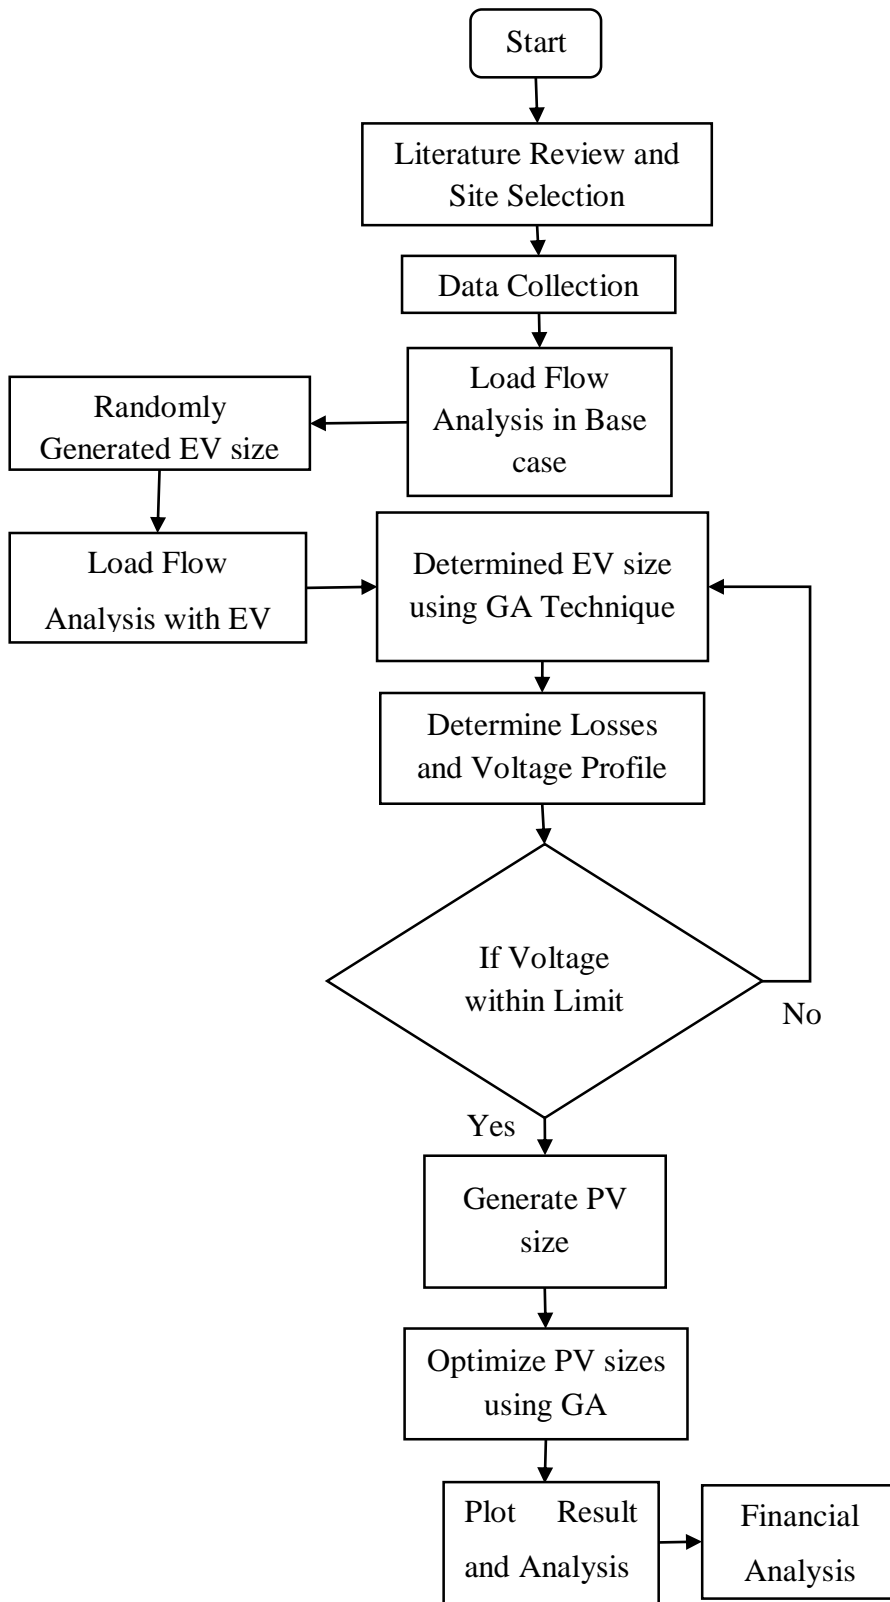 Start
Literature Review and
Site Selection
Data Collection
Load Flow
Analysis in Base
case
Randomly
Generated EV size
Load Flow
Analysis with EV
Determined EV size
using GA Technique
Determine Losses
and Voltage Profile
If Voltage
within Limit
No
Yes
Generate PV
size
Optimize PV sizes
using GA
Plot Result
and Analysis
Financial
Analysis